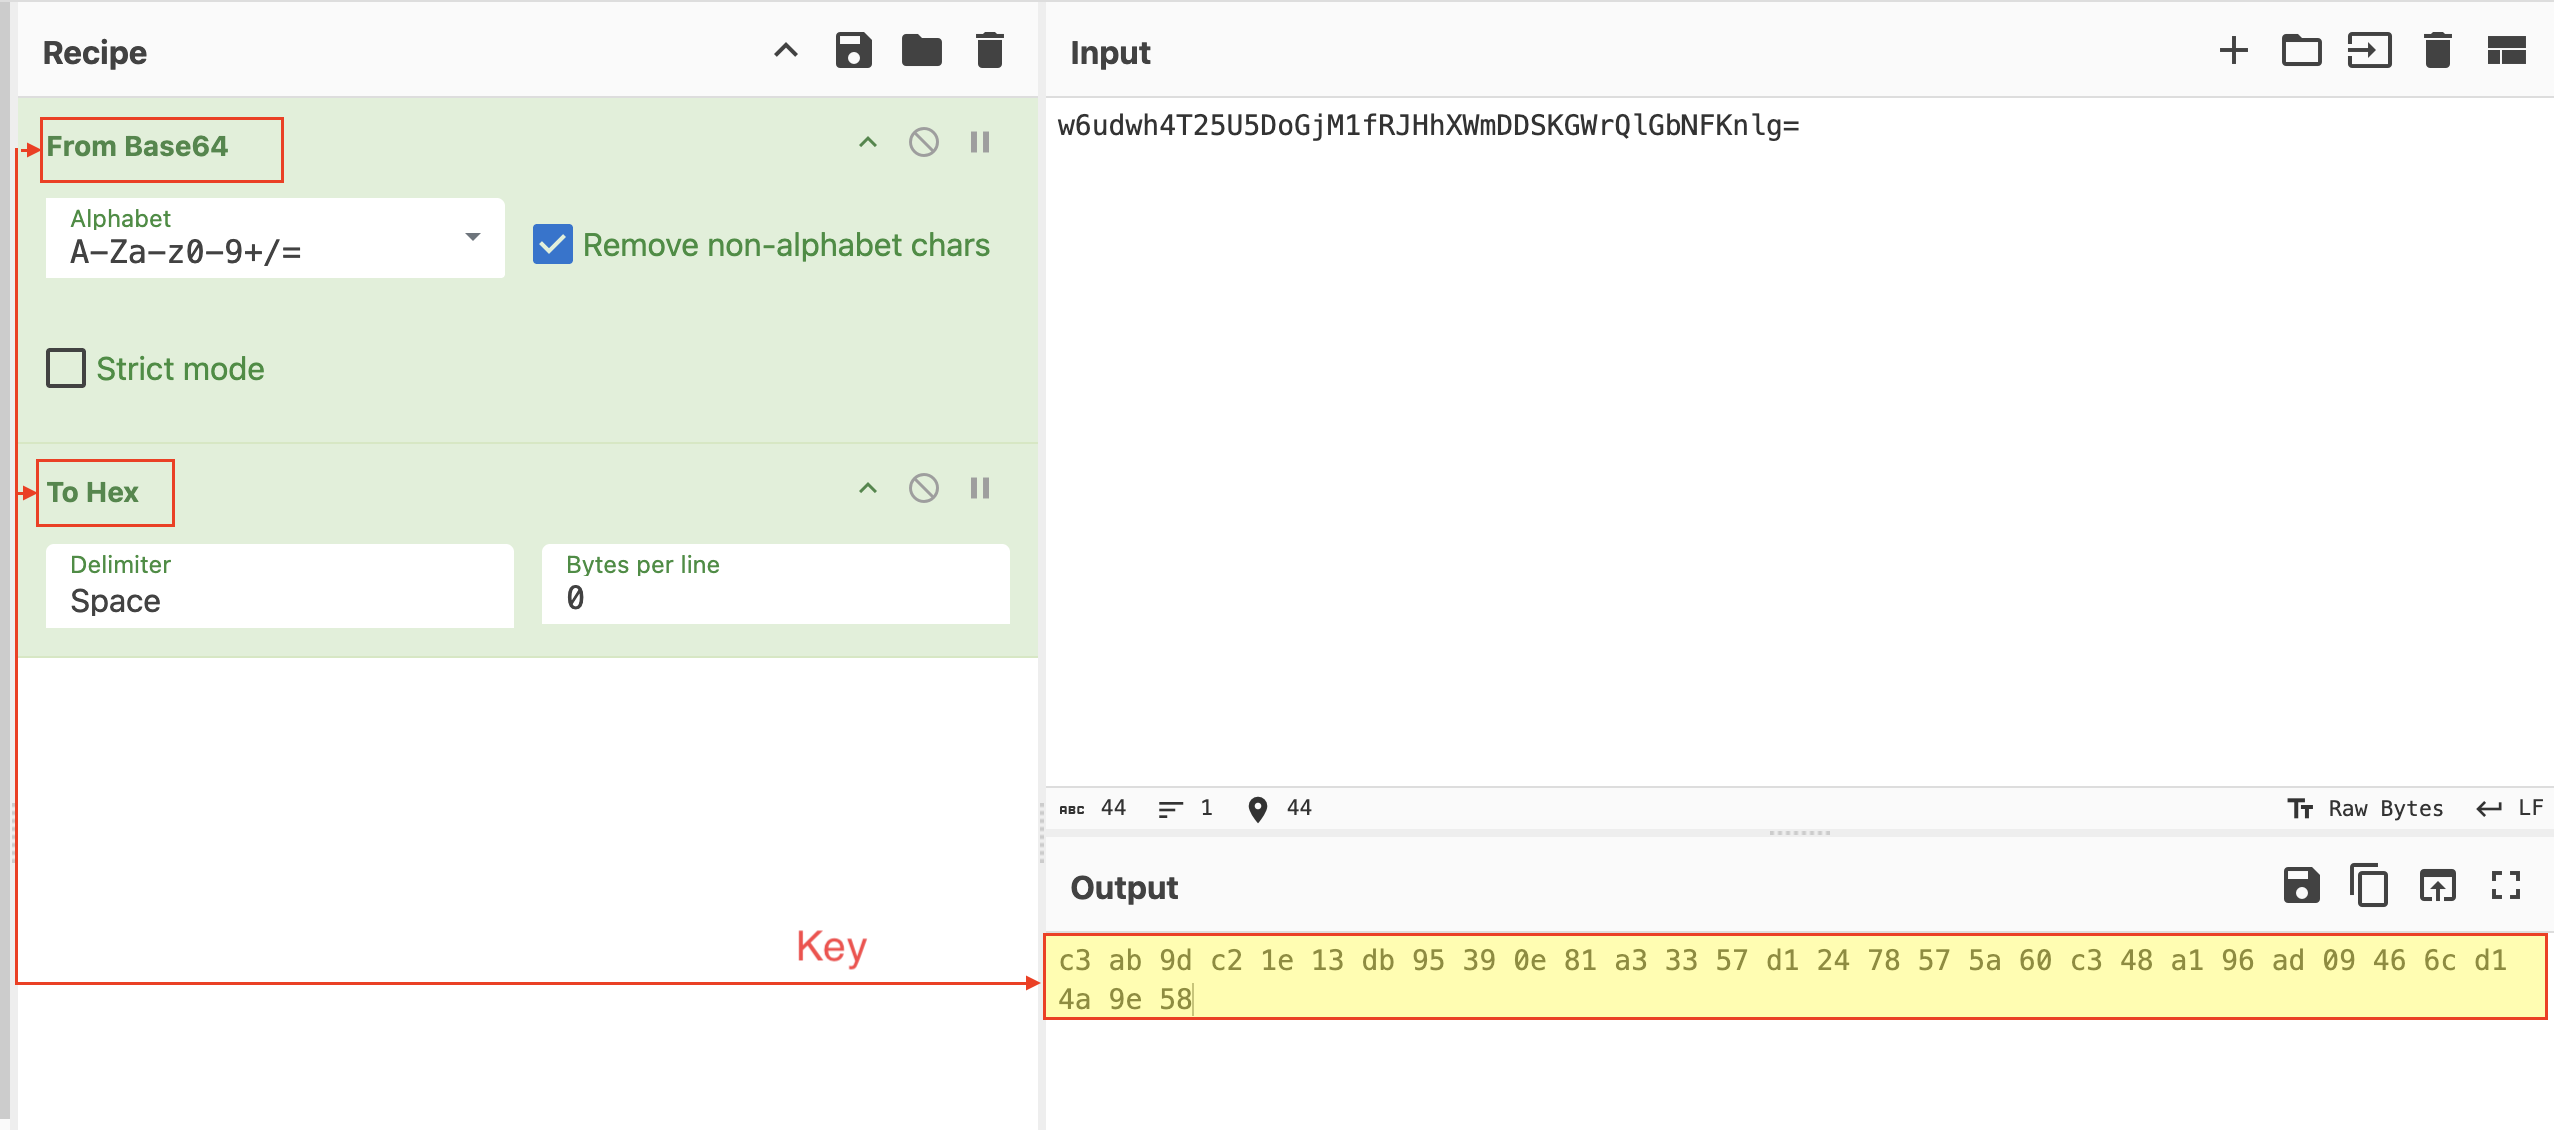 Recipe
From Base64
Alphabet
A-Za-z0-9+/=
Remove non-alphabet chars
Strict mode
To Hex
Delimiter
Space
Bytes per line
0
Key
Input
w6udwh4T25U5DoGjM1fRJHhXWmDDSKGWrQlGbNFKnlg=
ABC 44 1 44
Tт Raw Bytes LF
Output
c3 ab 9d c2 1e 13 db 95 39 0e 81 a3 33 57 d1 24 78 57 5a 60 c3 48 a1 96 ad 09 46 6c d1
4a 9e 58